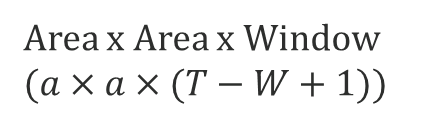 Area x Area x Window
(a × a × (T − W + 1))